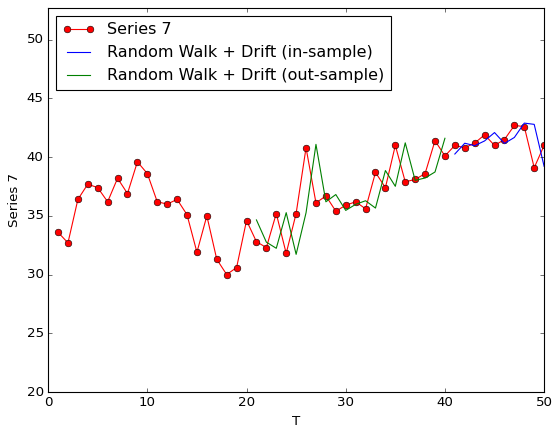 Series 7
Random Walk + Drift (in-sample)
Random Walk + Drift (out-sample)
50
45
40
35
30
25
20
Series 7
0 10 20 30 40 50
T